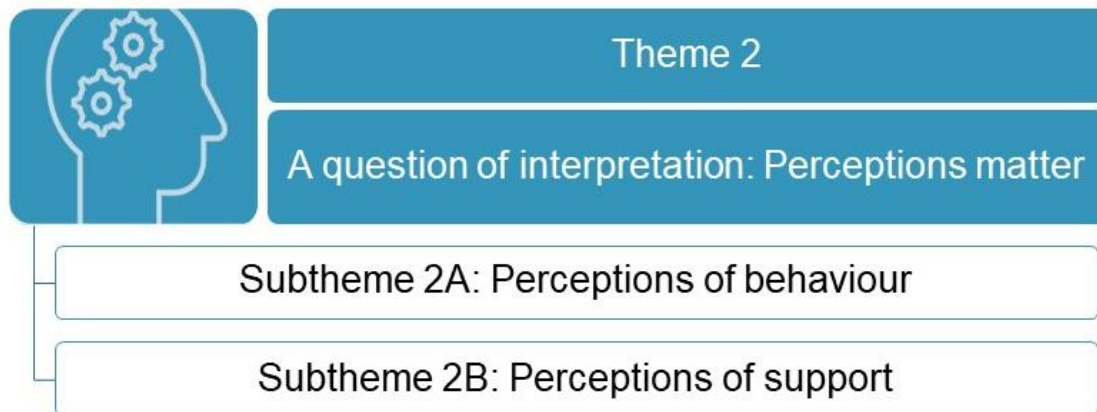 Theme 2
A question of interpretation: Perceptions matter
Subtheme 2A: Perceptions of behaviour
Subtheme 2B: Perceptions of support